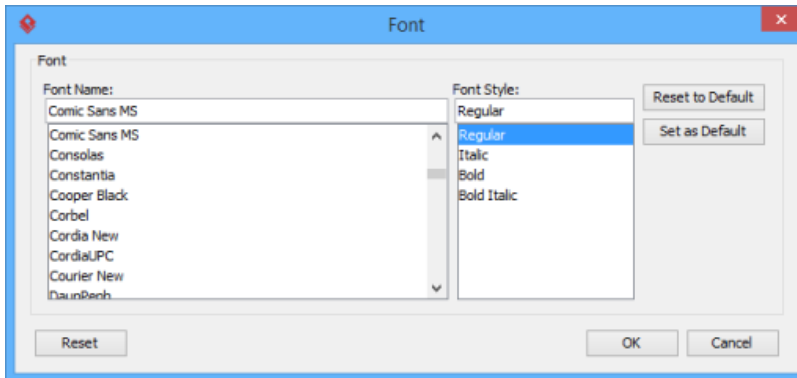 Font
Font
Font Name:
Comic Sans MS
Comic Sans MS
Consolas
Constantia
Cooper Black
Corbel
Cordia New
CordiaUPC
Courier New
DaunPenh
Font Style:
Regular
Regular
Italic
Bold
Bold Italic
Reset to Default
Set as Default
Reset
OK
Cancel